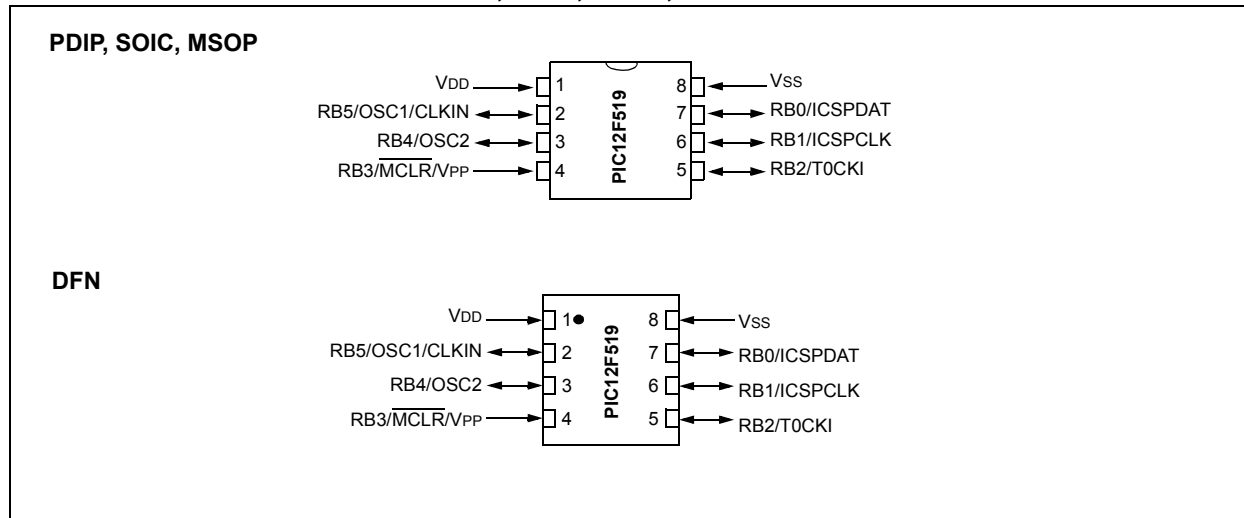 PDIP, SOIC, MSOP
VDD 1 8 VSS
RB5/OSC1/CLKIN 2 7 RB0/ICSPDAT
RB4/OSC2 3 6 RB1/ICSPCLK
RB3/MCLR/VPP 4 5 RB2/T0CKI
PIC12F519
DFN
VDD 1 8 VSS
RB5/OSC1/CLKIN 2 7 RB0/ICSPDAT
RB4/OSC2 3 6 RB1/ICSPCLK
RB3/MCLR/VPP 4 5 RB2/T0CKI
PIC12F519